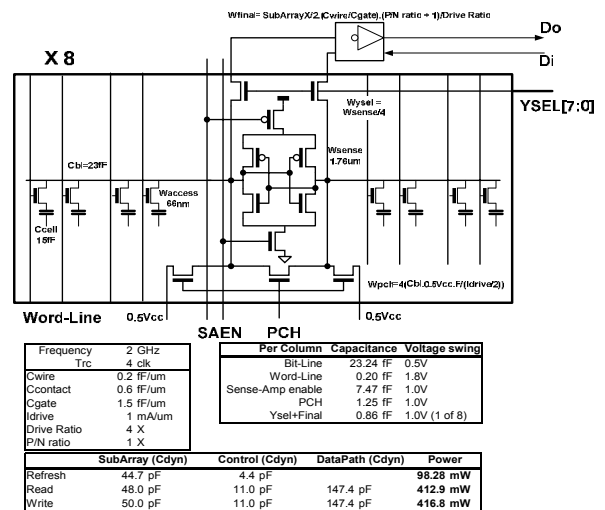 Wfinal= SubArrayX/2.(Cwire/Cgate).(P/N ratio + 1)/Drive Ratio
Do
Di
X 8
YSEL[7:0]
Wysel =
Wsense/4
Cbl=23fF
Wsense
1.76um
Waccess
66nm
Ccell
15fF
Wpch=4(Cbl.0.5Vcc.F/(Idrive/2))
Word-Line
0.5Vcc
0.5Vcc
SAEN
PCH
Frequency 2 GHz
Trc 4 clk
Cwire 0.2 fF/um
Ccontact 0.6 fF/um
Cgate 1.5 fF/um
Idrive 1 mA/um
Drive Ratio 4 X
P/N ratio 1 X
Per Column Capacitance Voltage swing
Bit-Line 23.24 fF 0.5V
Word-Line 0.20 fF 1.8V
Sense-Amp enable 7.47 fF 1.0V
PCH 1.25 fF 1.0V
Ysel+Final 0.86 fF 1.0V (1 of 8)
SubArray (Cdyn) Control (Cdyn) DataPath (Cdyn) Power
Refresh 44.7 pF 4.4 pF 98.28 mW
Read 48.0 pF 11.0 pF 147.4 pF 412.9 mW
Write 50.0 pF 11.0 pF 147.4 pF 416.8 mW